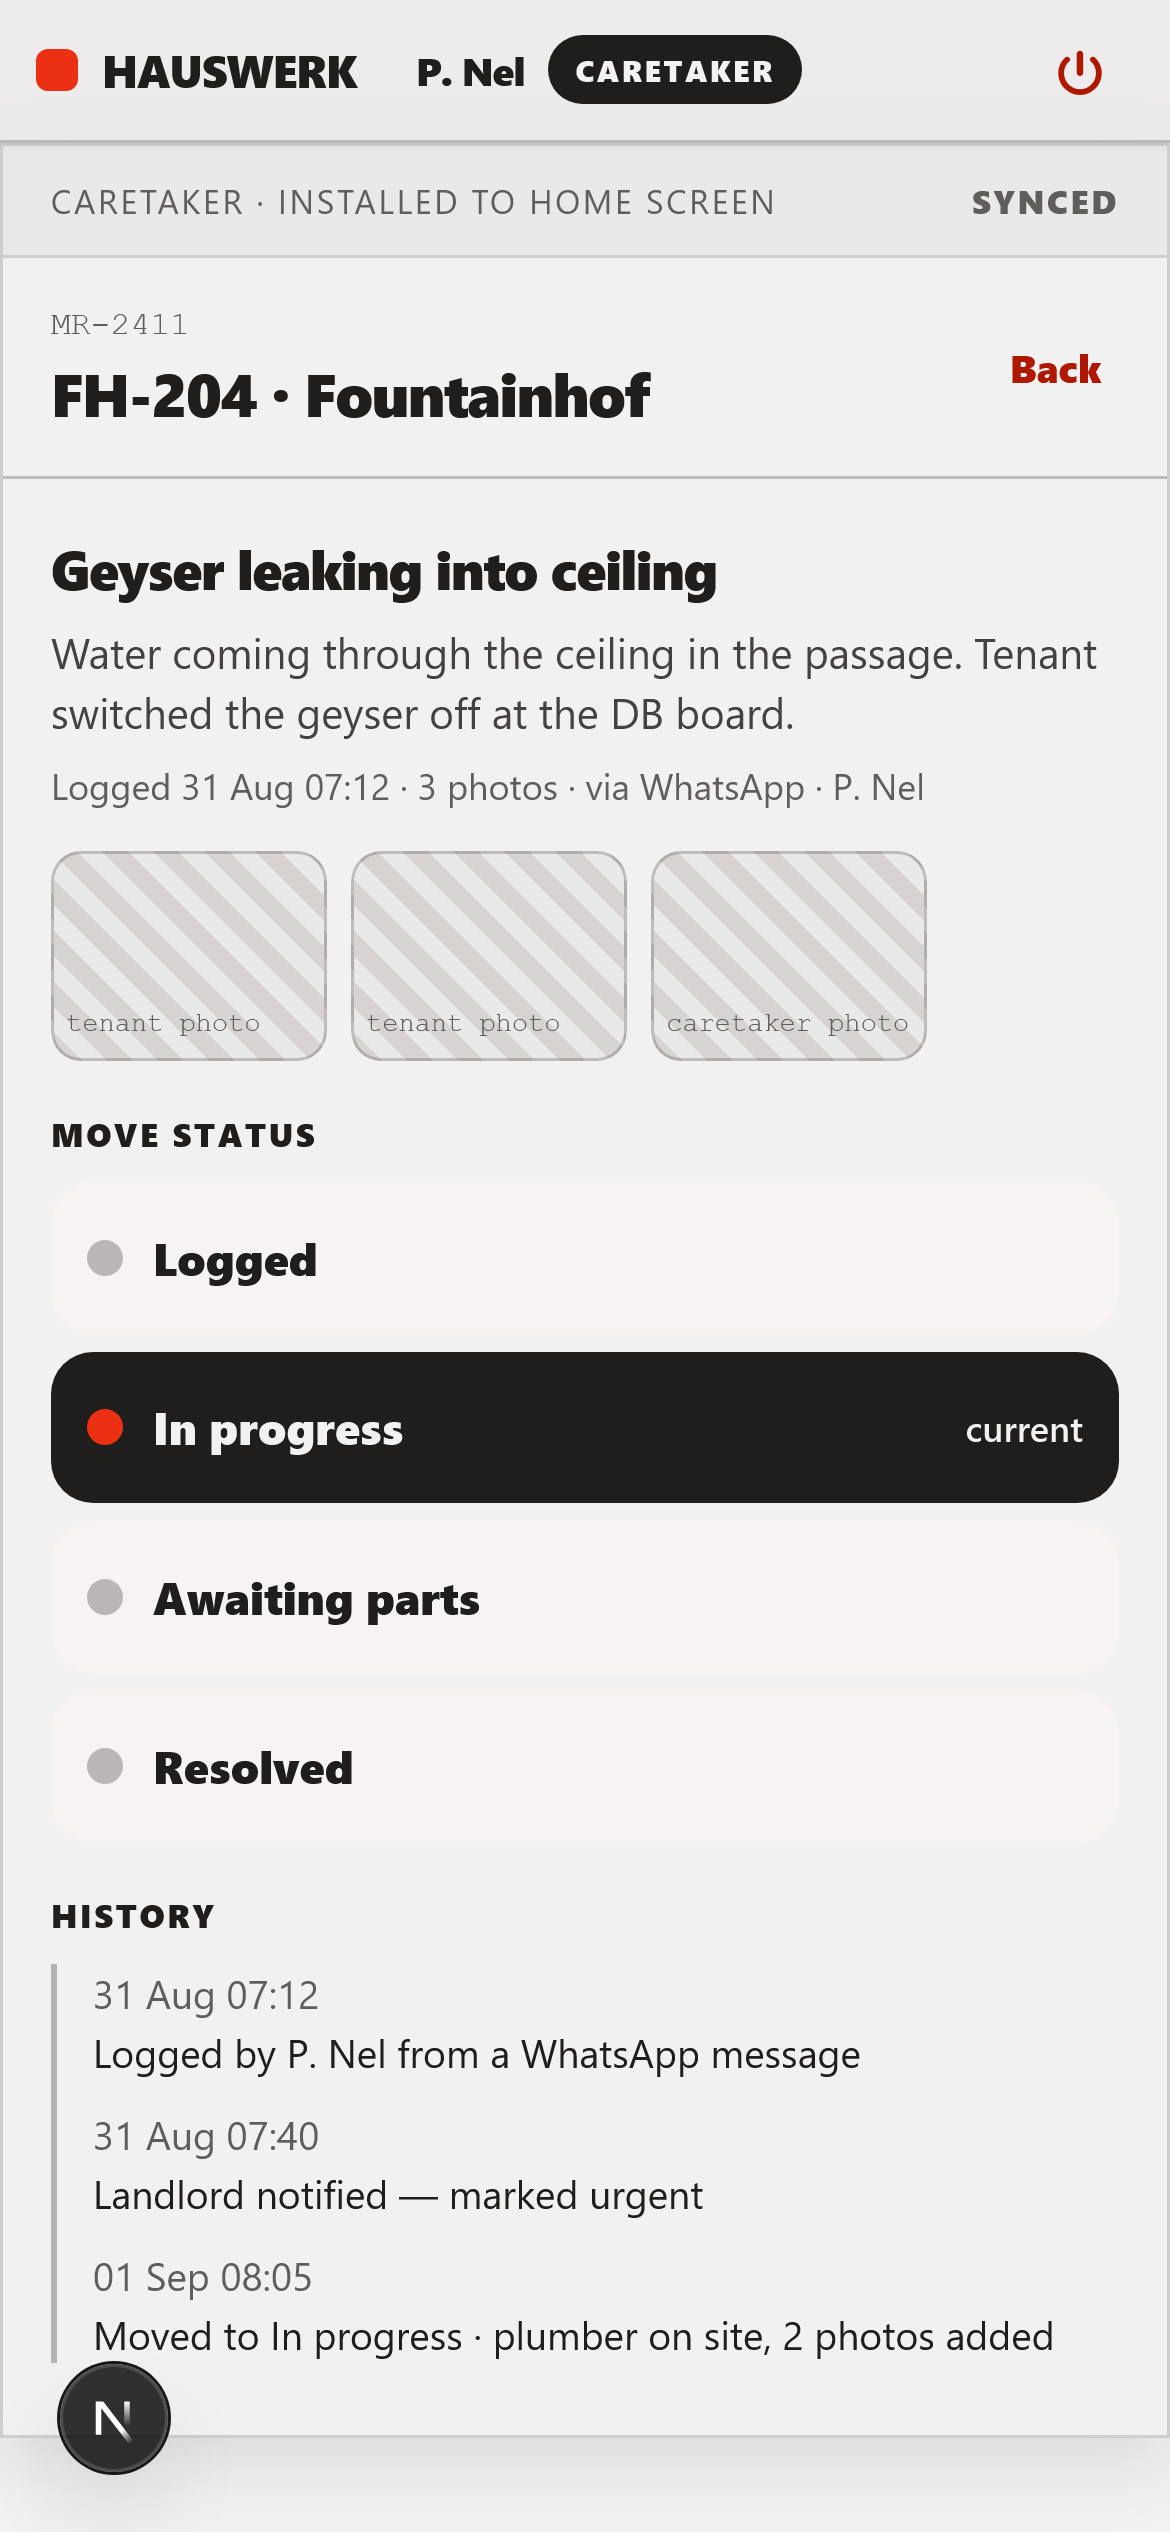 HAUSWERK P. Nel CARETAKER
CARETAKER · INSTALLED TO HOME SCREEN SYNCED
MR-2411
FH-204 · Fountainhof
Back
Geyser leaking into ceiling
Water coming through the ceiling in the passage. Tenant
switched the geyser off at the DB board.
Logged 31 Aug 07:12 · 3 photos · via WhatsApp · P. Nel
tenant photo tenant photo caretaker photo
MOVE STATUS
Logged
In progress current
Awaiting parts
Resolved
HISTORY
31 Aug 07:12
Logged by P. Nel from a WhatsApp message
31 Aug 07:40
Landlord notified — marked urgent
01 Sep 08:05
Moved to In progress · plumber on site, 2 photos added
N